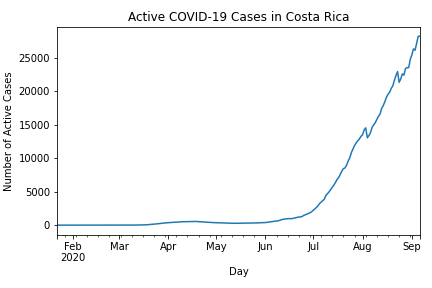 Active COVID-19 Cases in Costa Rica
Number of Active Cases
25000
20000
15000
10000
5000
0
Feb
2020
Mar
Apr
May
Jun
Jul
Aug
Sep
Day